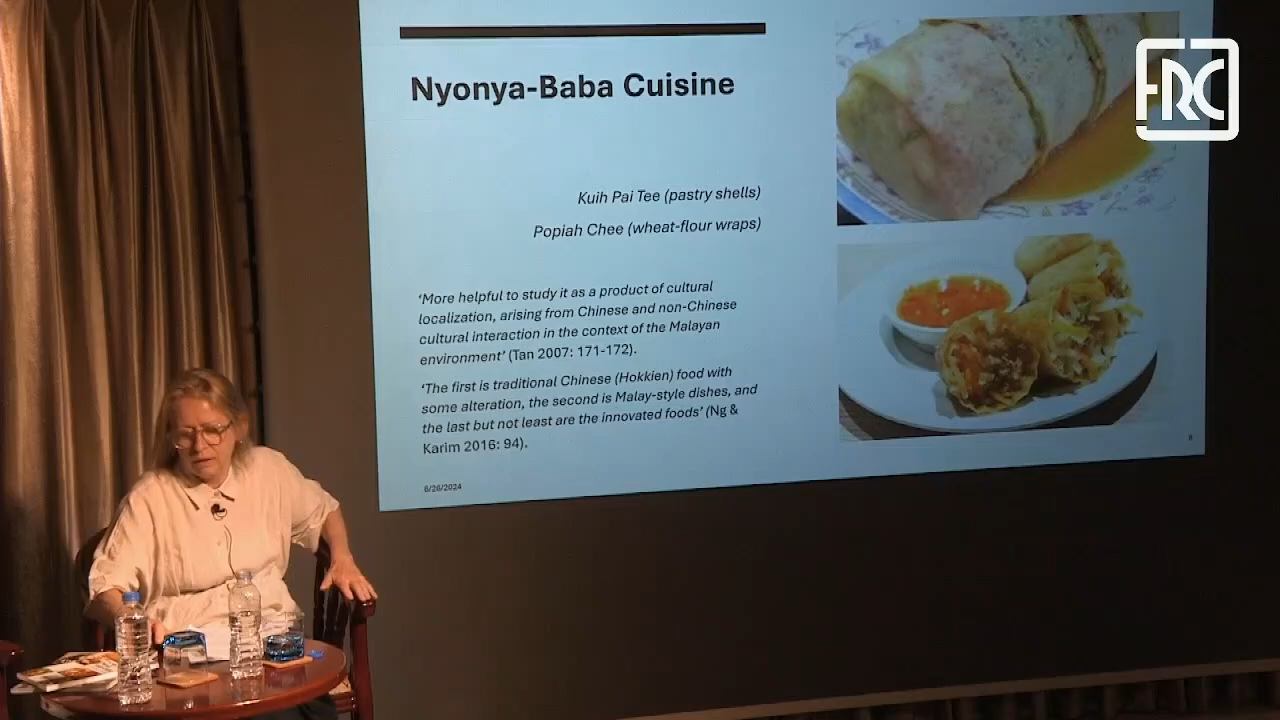 Nyonya-Baba Cuisine
Kuih Pai Tee (pastry shells)
Popiah Chee (wheat-flour wraps)
‘More helpful to study it as a product of cultural
localization, arising from Chinese and non-Chinese
cultural interaction in the context of the Malayan
environment’ (Tan 2007: 171-172).
‘The first is traditional Chinese (Hokkien) food with
some alteration, the second is Malay-style dishes, and
the last but not least are the innovated foods’ (Ng &
Karim 2016: 94).
6/26/2024
FRC